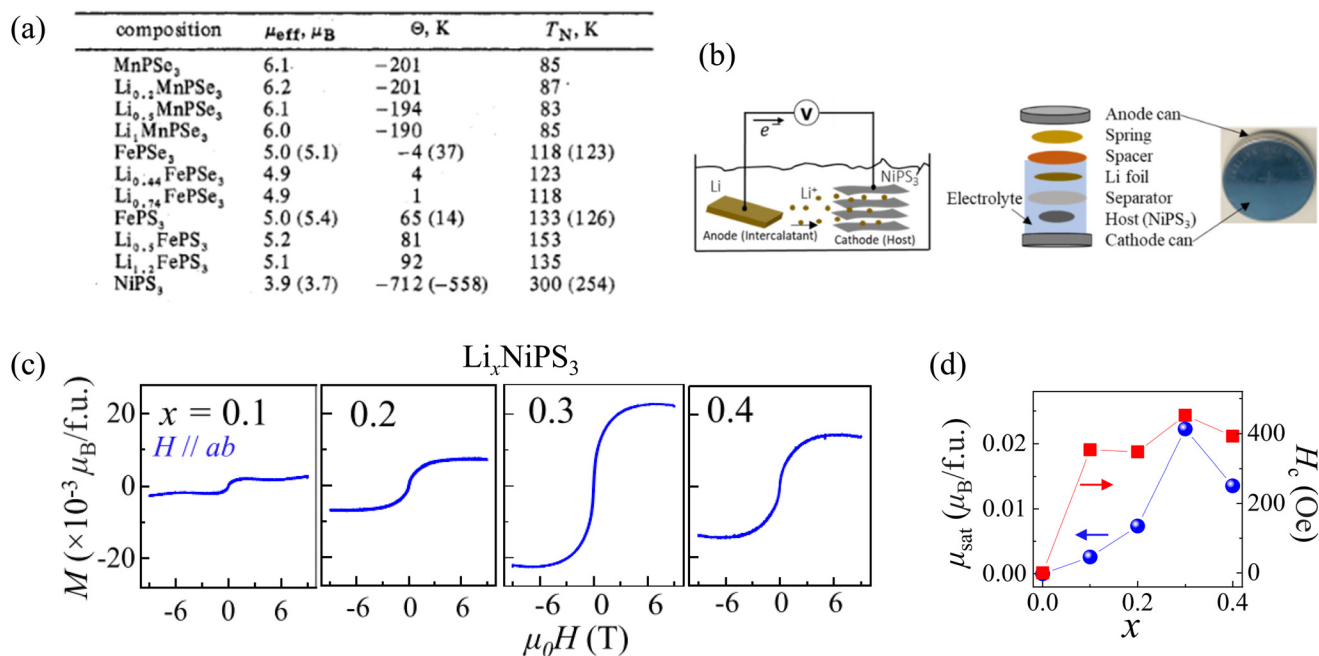 (a)
composition μeff, μB Θ, K TN, K
MnPSe₃ 6.1 −201 85
Li₀.₂MnPSe₃ 6.2 −201 87
Li₀.₅MnPSe₃ 6.1 −194 83
Li₁MnPSe₃ 6.0 −190 85
FePSe₃ 5.0 (5.1) −4 (37) 118 (123)
Li₀.₄₄FePSe₃ 4.9 4 123
Li₀.₇₄FePSe₃ 4.9 1 118
FePS₃ 5.0 (5.4) 65 (14) 133 (126)
Li₀.₅FePS₃ 5.2 81 153
Li₁.₂FePS₃ 5.1 92 135
NiPS₃ 3.9 (3.7) −712 (−558) 300 (254)
(b)
V
e⁻
Li
Li⁺
NiPS₃
Anode (Intercalatant)
Cathode (Host)
Anode can
Spring
Spacer
Li foil
Electrolyte
Separator
Host (NiPS₃)
Cathode can
(c)
LiₓNiPS₃
M (×10⁻³ μB/f.u.)
20
0
-20
x = 0.1
H // ab
0.2
0.3
0.4
-6 0 6
-6 0 6
-6 0 6
-6 0 6
μ₀H (T)
(d)
μsat (μB/f.u.)
0.02
0.01
0.00
400
200
0
Hc (Oe)
0.0 0.2 0.4
x